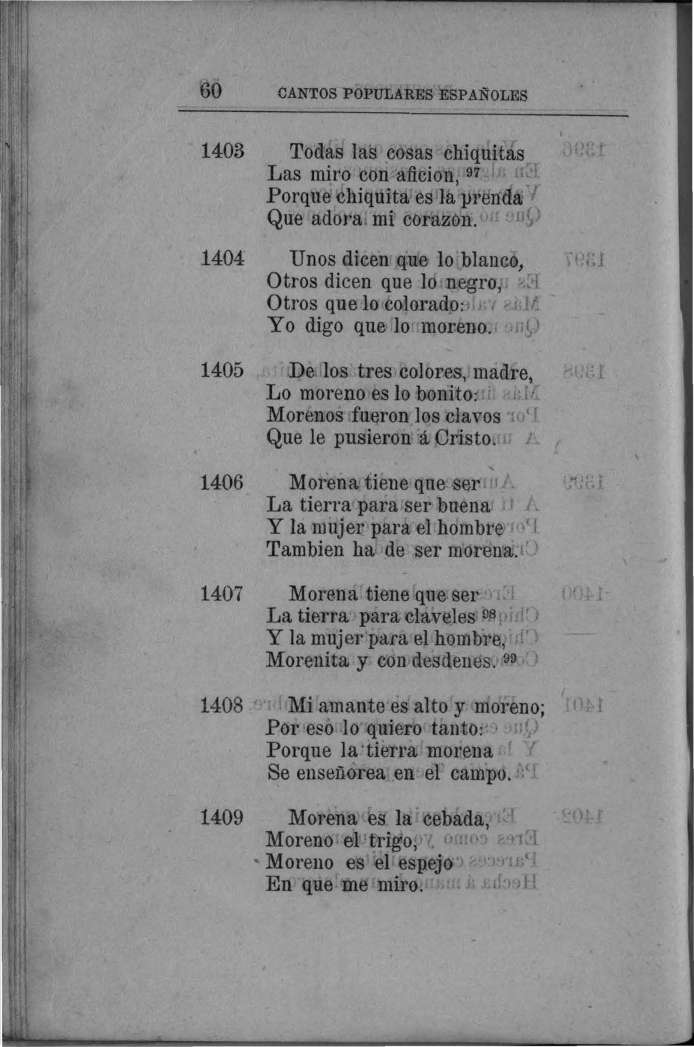 60 CANTOS POPULARES ESPAÑOLES
1403 Todas las cosas chiquitas
Las miro con aficion, 97
Porque chiquita es la prenda
Que adora mi corazon.
1404 Unos dicen que lo blanco,
Otros dicen que lo negro,
Otros que lo colorado:
Yo digo que lo moreno.
1405 De los tres colores, madre,
Lo moreno es lo bonito:
Morenos fueron los clavos
Que le pusieron á Cristo.
1406 Morena tiene que ser
La tierra para ser buena
Y la mujer para el hombre
Tambien ha de ser morena.
1407 Morena tiene que ser
La tierra para claveles 98
Y la mujer para el hombre,
Morenita y con desdenes. 99
1408 Mi amante es alto y moreno;
Por eso lo quiero tanto:
Porque la tierra morena
Se enseñorea en el campo.
1409 Morena es la cebada,
Moreno el trigo,
Moreno es el espejo
En que me miro.